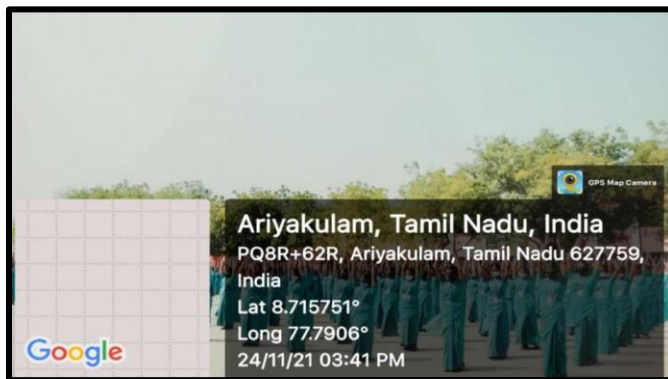 GPS Map Camera
Ariyakulam, Tamil Nadu, India
PQ8R+62R, Ariyakulam, Tamil Nadu 627759,
India
Lat 8.715751°
Long 77.7906°
24/11/21 03:41 PM
Google